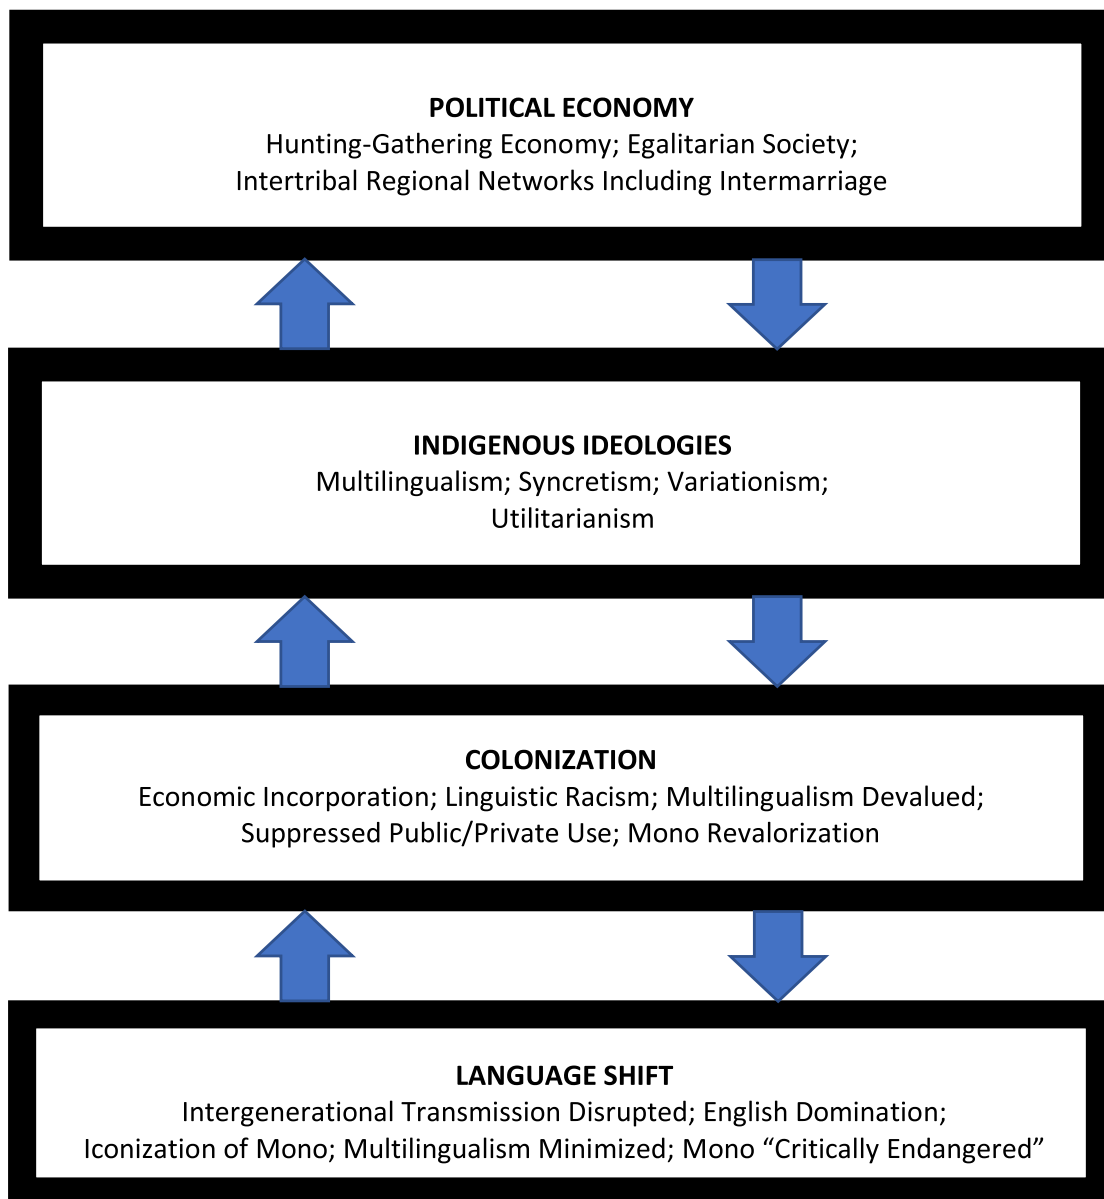 POLITICAL ECONOMY
Hunting-Gathering Economy; Egalitarian Society;
Intertribal Regional Networks Including Intermarriage
INDIGENOUS IDEOLOGIES
Multilingualism; Syncretism; Variationism;
Utilitarianism
COLONIZATION
Economic Incorporation; Linguistic Racism; Multilingualism Devalued;
Suppressed Public/Private Use; Mono Revalorization
LANGUAGE SHIFT
Intergenerational Transmission Disrupted; English Domination;
Iconization of Mono; Multilingualism Minimized; Mono “Critically Endangered”